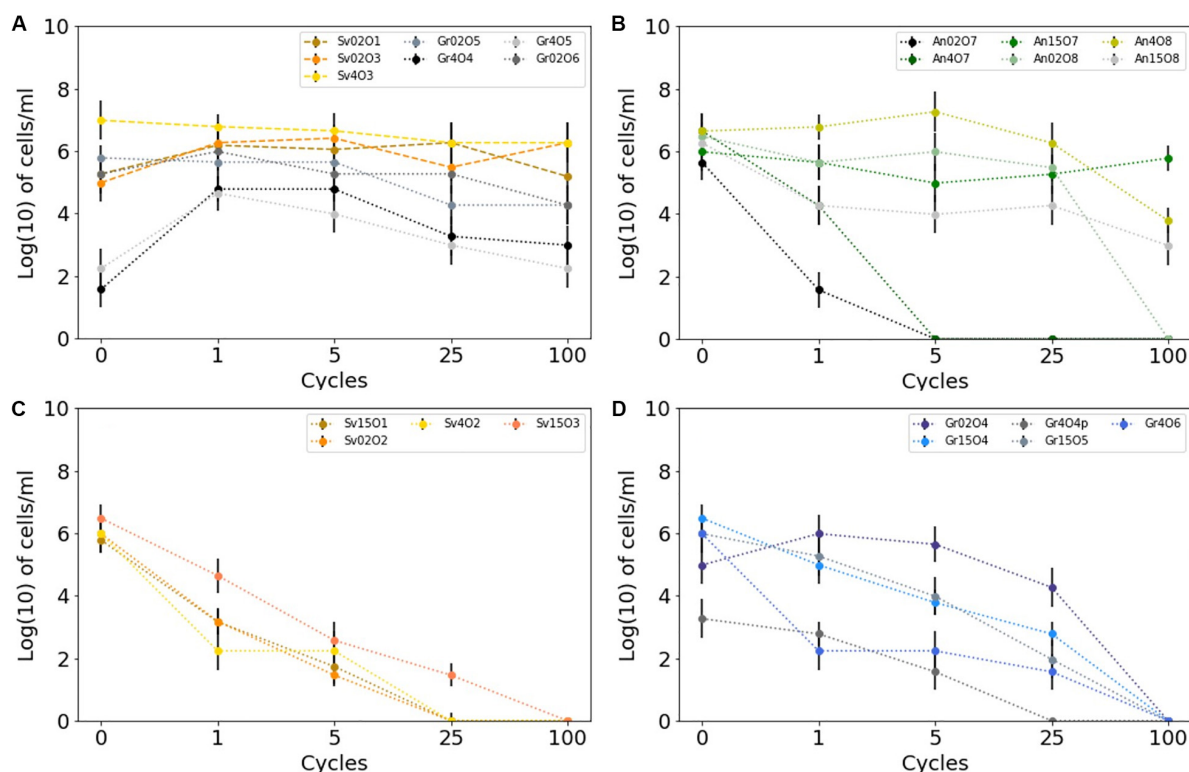 A
10
8
6
4
2
0
Log(10) of cells/ml
0 1 5 25 100
Cycles
Sv02O1 Gr02O5 Gr4O5
Sv02O3 Gr4O4 Gr02O6
Sv4O3
B
10
8
6
4
2
0
Log(10) of cells/ml
0 1 5 25 100
Cycles
An02O7 An15O7 An4O8
An4O7 An02O8 An15O8
C
10
8
6
4
2
0
Log(10) of cells/ml
0 1 5 25 100
Cycles
Sv15O1 Sv4O2 Sv15O3
Sv02O2
D
10
8
6
4
2
0
Log(10) of cells/ml
0 1 5 25 100
Cycles
Gr02O4 Gr4O4p Gr4O6
Gr15O4 Gr15O5